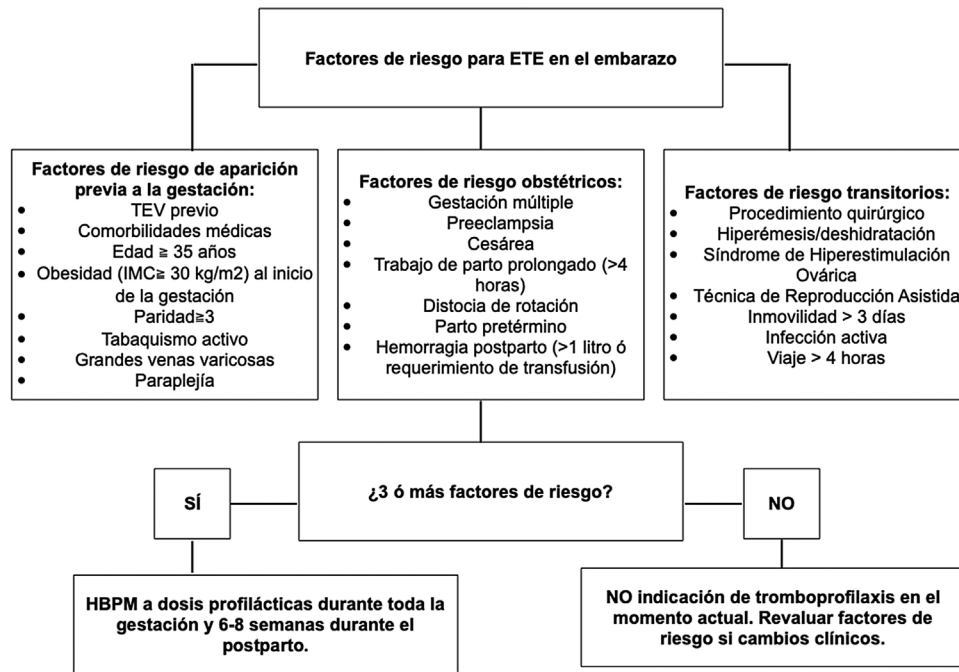 Factores de riesgo para ETE en el embarazo
Factores de riesgo de aparición
previa a la gestación:
• TEV previo
• Comorbilidades médicas
• Edad ≧ 35 años
• Obesidad (IMC≧ 30 kg/m2) al inicio
de la gestación
• Paridad≧3
• Tabaquismo activo
• Grandes venas varicosas
• Paraplejía
Factores de riesgo obstétricos:
• Gestación múltiple
• Preeclampsia
• Cesárea
• Trabajo de parto prolongado (>4
horas)
• Distocia de rotación
• Parto pretérmino
• Hemorragia postparto (>1 litro ó
requerimiento de transfusión)
Factores de riesgo transitorios:
• Procedimiento quirúrgico
• Hiperémesis/deshidratación
• Síndrome de Hiperestimulación
Ovárica
• Técnica de Reproducción Asistida
• Inmovilidad > 3 días
• Infección activa
• Viaje > 4 horas
¿3 ó más factores de riesgo?
SÍ
NO
HBPM a dosis profilácticas durante toda la
gestación y 6-8 semanas durante el
postparto.
NO indicación de tromboprofilaxis en el
momento actual. Revaluar factores de
riesgo si cambios clínicos.